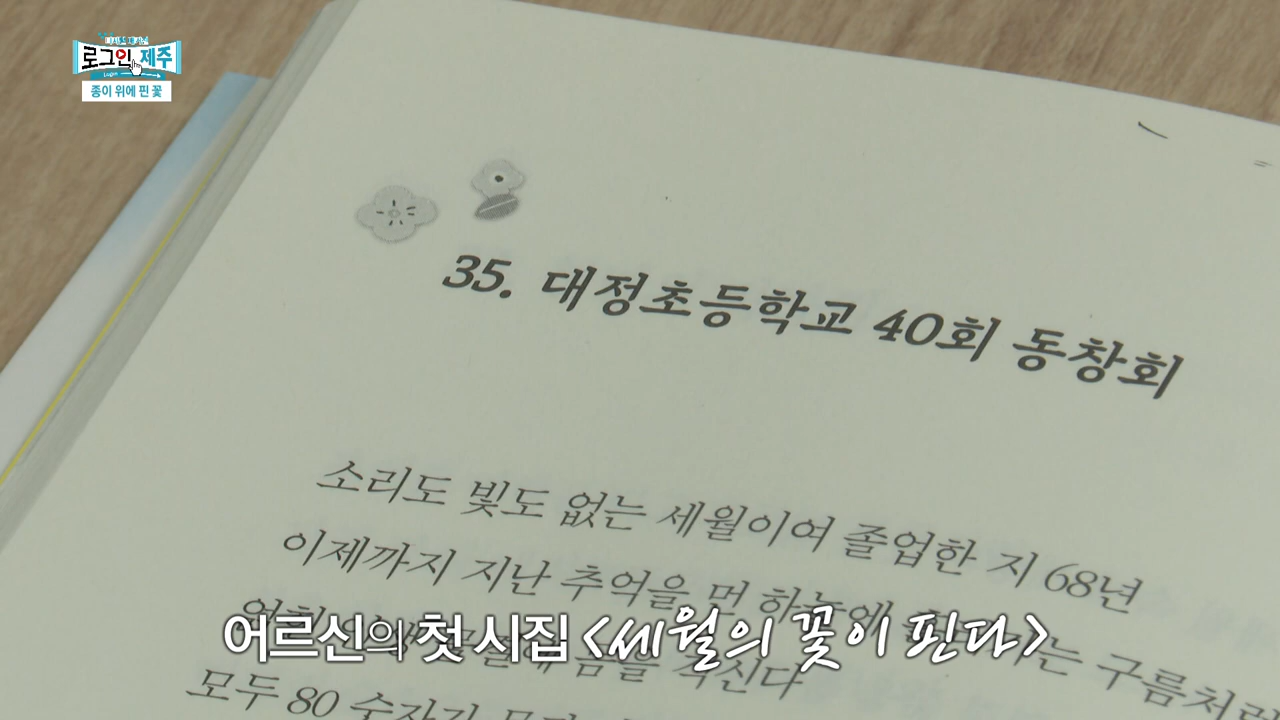 로그인 제주
Login
종이 위에 핀 꽃
35. 대정초등학교 40회 동창회
소리도 빛도 없는 세월이여 졸업한 지 68년
이제까지 지난 추억을 먼 하늘에
는 구름처럼
어르신의 첫 시집 <세월의 꽃이 핀다>
모두 80